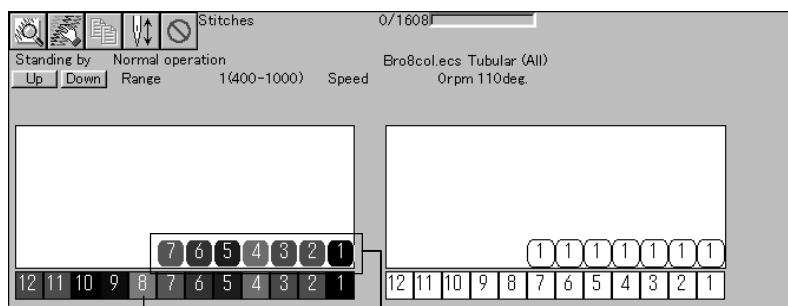 Stitches 0/1608
Standing by Normal operation Bro8col.ecs Tubular (All)
Up Down Range 1(400-1000) Speed 0rpm 110deg.
7 6 5 4 3 2 1 1 1 1 1 1 1 1
12 11 10 9 8 7 6 5 4 3 2 1 12 11 10 9 8 7 6 5 4 3 2 1